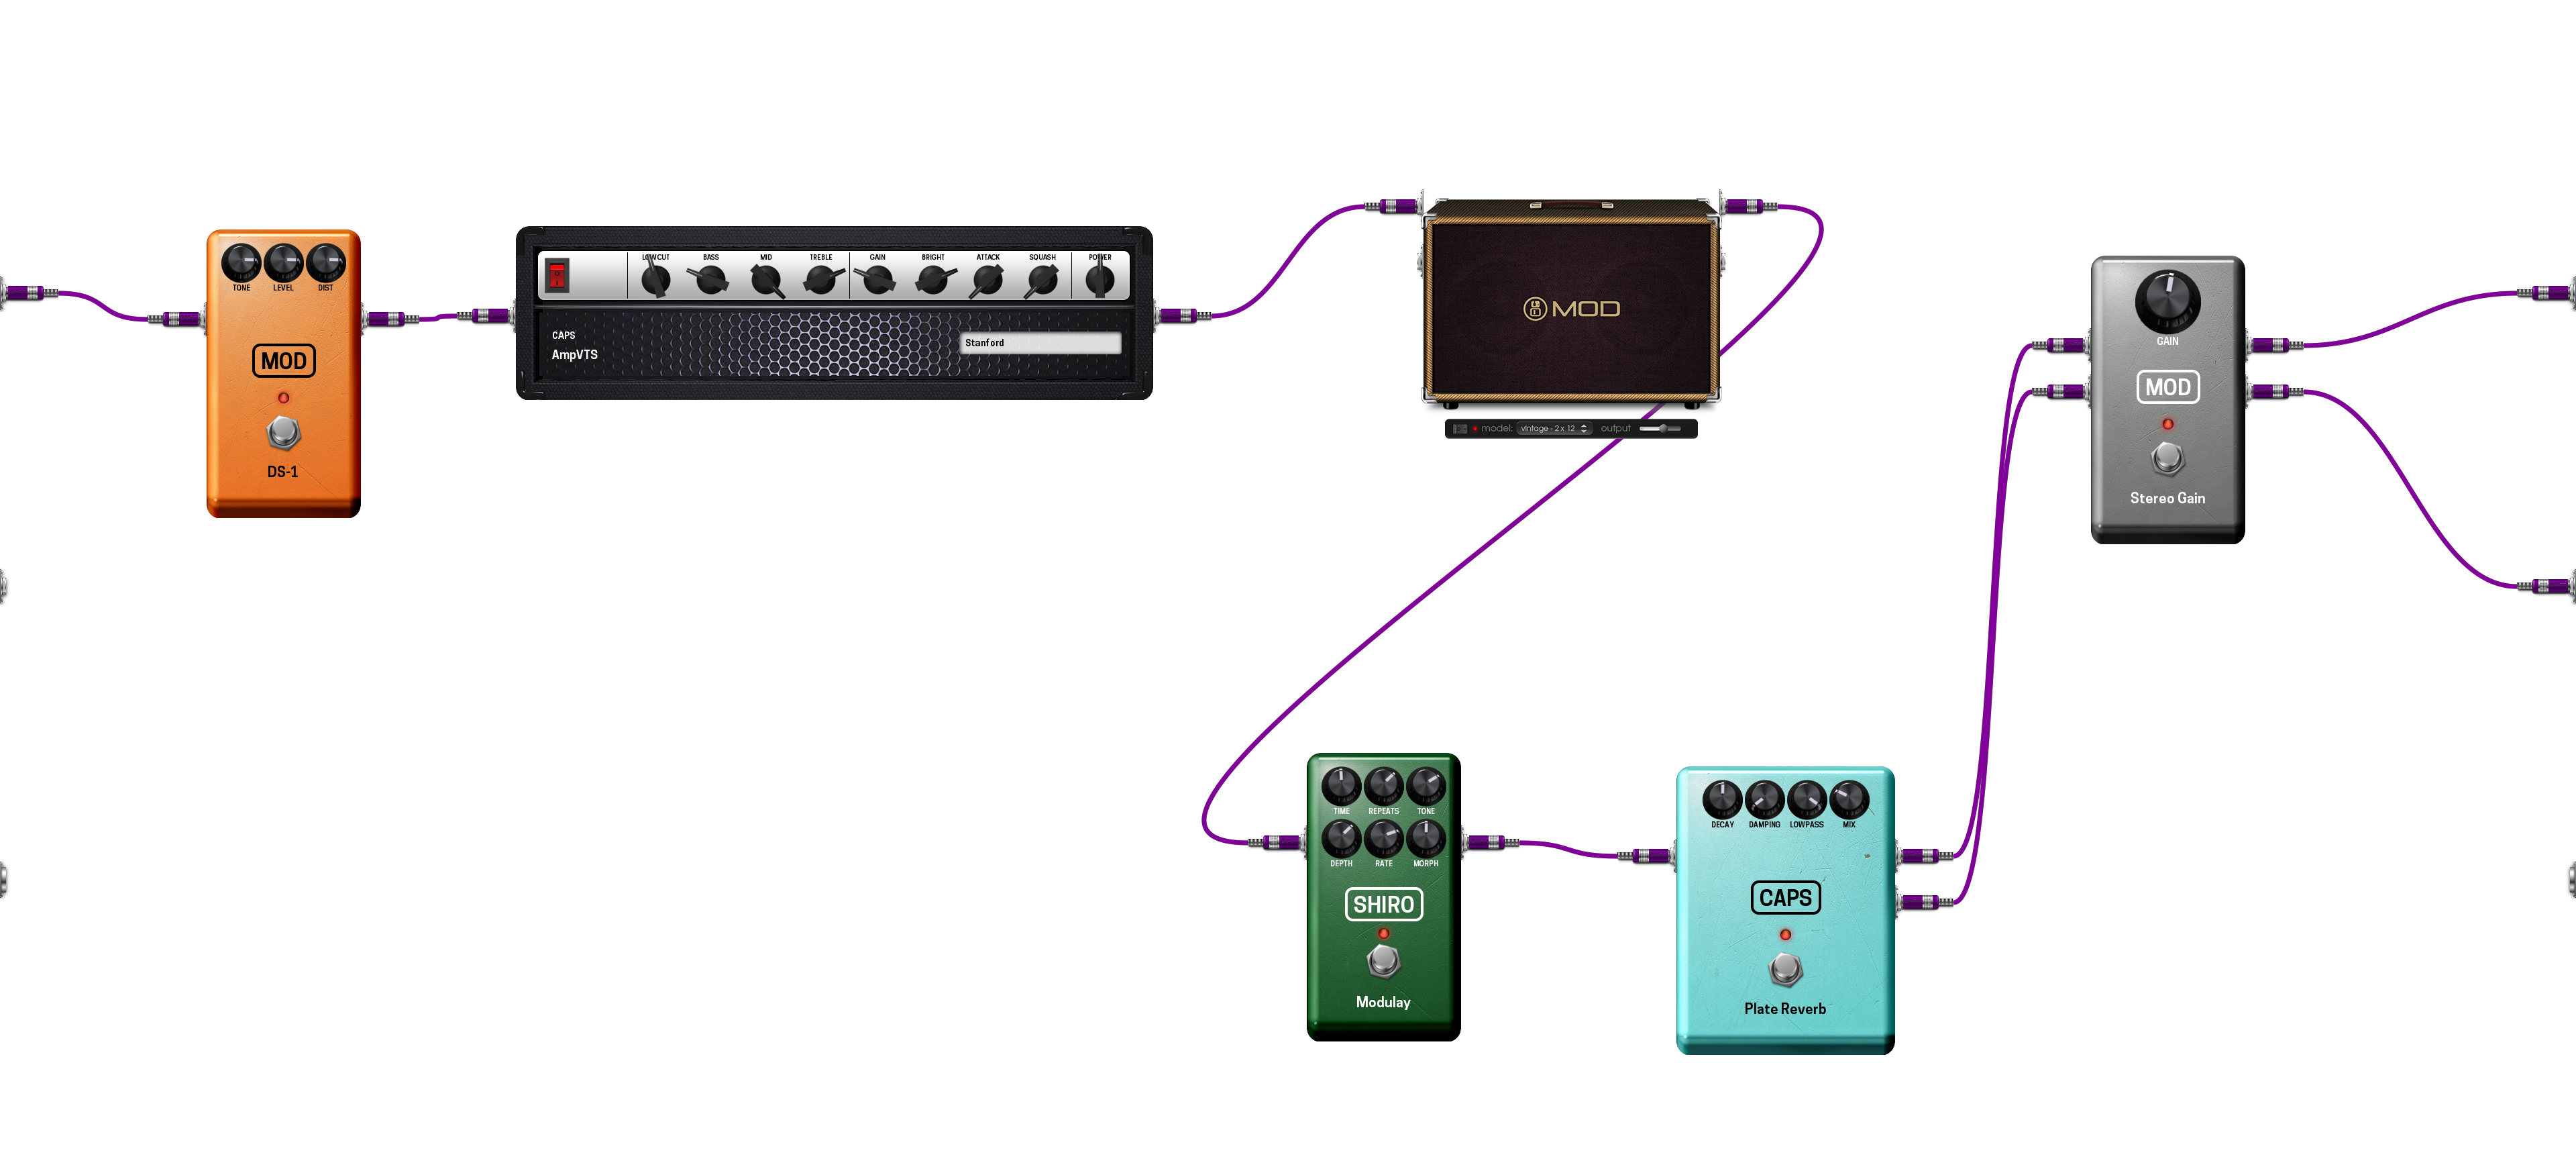 TONE LEVEL DIST
MOD
DS-1
LOWCUT BASS MID TREBLE GAIN BRIGHT ATTACK SQUASH POWER
CAPS
AmpVTS
Stanford
MOD
model: vintage - 2 x 12 output
GAIN
MOD
Stereo Gain
TIME REPEATS TONE
DEPTH RATE MORPH
SHIRO
Modulay
DECAY DAMPING LOWPASS MIX
CAPS
Plate Reverb